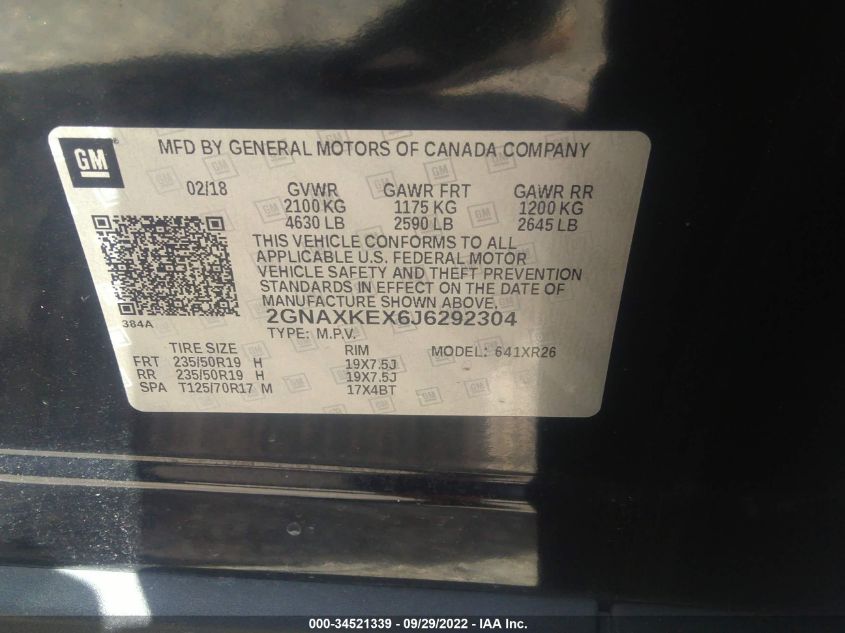 GM
MFD BY GENERAL MOTORS OF CANADA COMPANY
02/18 GVWR GAWR FRT GAWR RR
2100 KG 1175 KG 1200 KG
4630 LB 2590 LB 2645 LB
THIS VEHICLE CONFORMS TO ALL
APPLICABLE U.S. FEDERAL MOTOR
VEHICLE SAFETY AND THEFT PREVENTION
STANDARDS IN EFFECT ON THE DATE OF
MANUFACTURE SHOWN ABOVE.
384A 2GNAXKEX6J6292304
TYPE: M.P.V.
TIRE SIZE RIM MODEL: 641XR26
FRT 235/50R19 H 19X7.5J
RR 235/50R19 H 19X7.5J
SPA T125/70R17 M 17X4BT
000-34521339 - 09/29/2022 - IAA Inc.